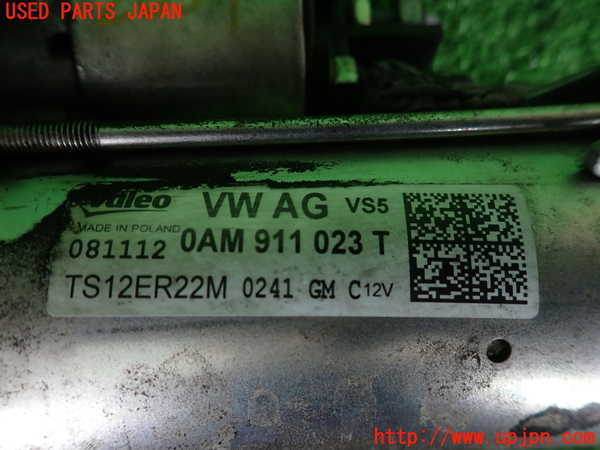 USED PARTS JAPAN
Valeo VW AG VS5
MADE IN POLAND
081112 0AM 911 023 T
TS12ER22M 0241 GM C12V
http://www.upjpn.com